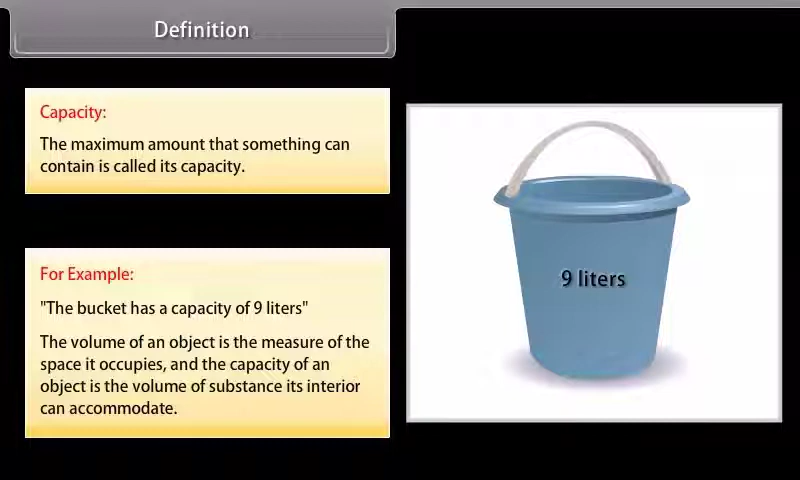 Definition
Capacity:
The maximum amount that something can
contain is called its capacity.
For Example:
"The bucket has a capacity of 9 liters"
The volume of an object is the measure of the
space it occupies, and the capacity of an
object is the volume of substance its interior
can accommodate.
9 liters